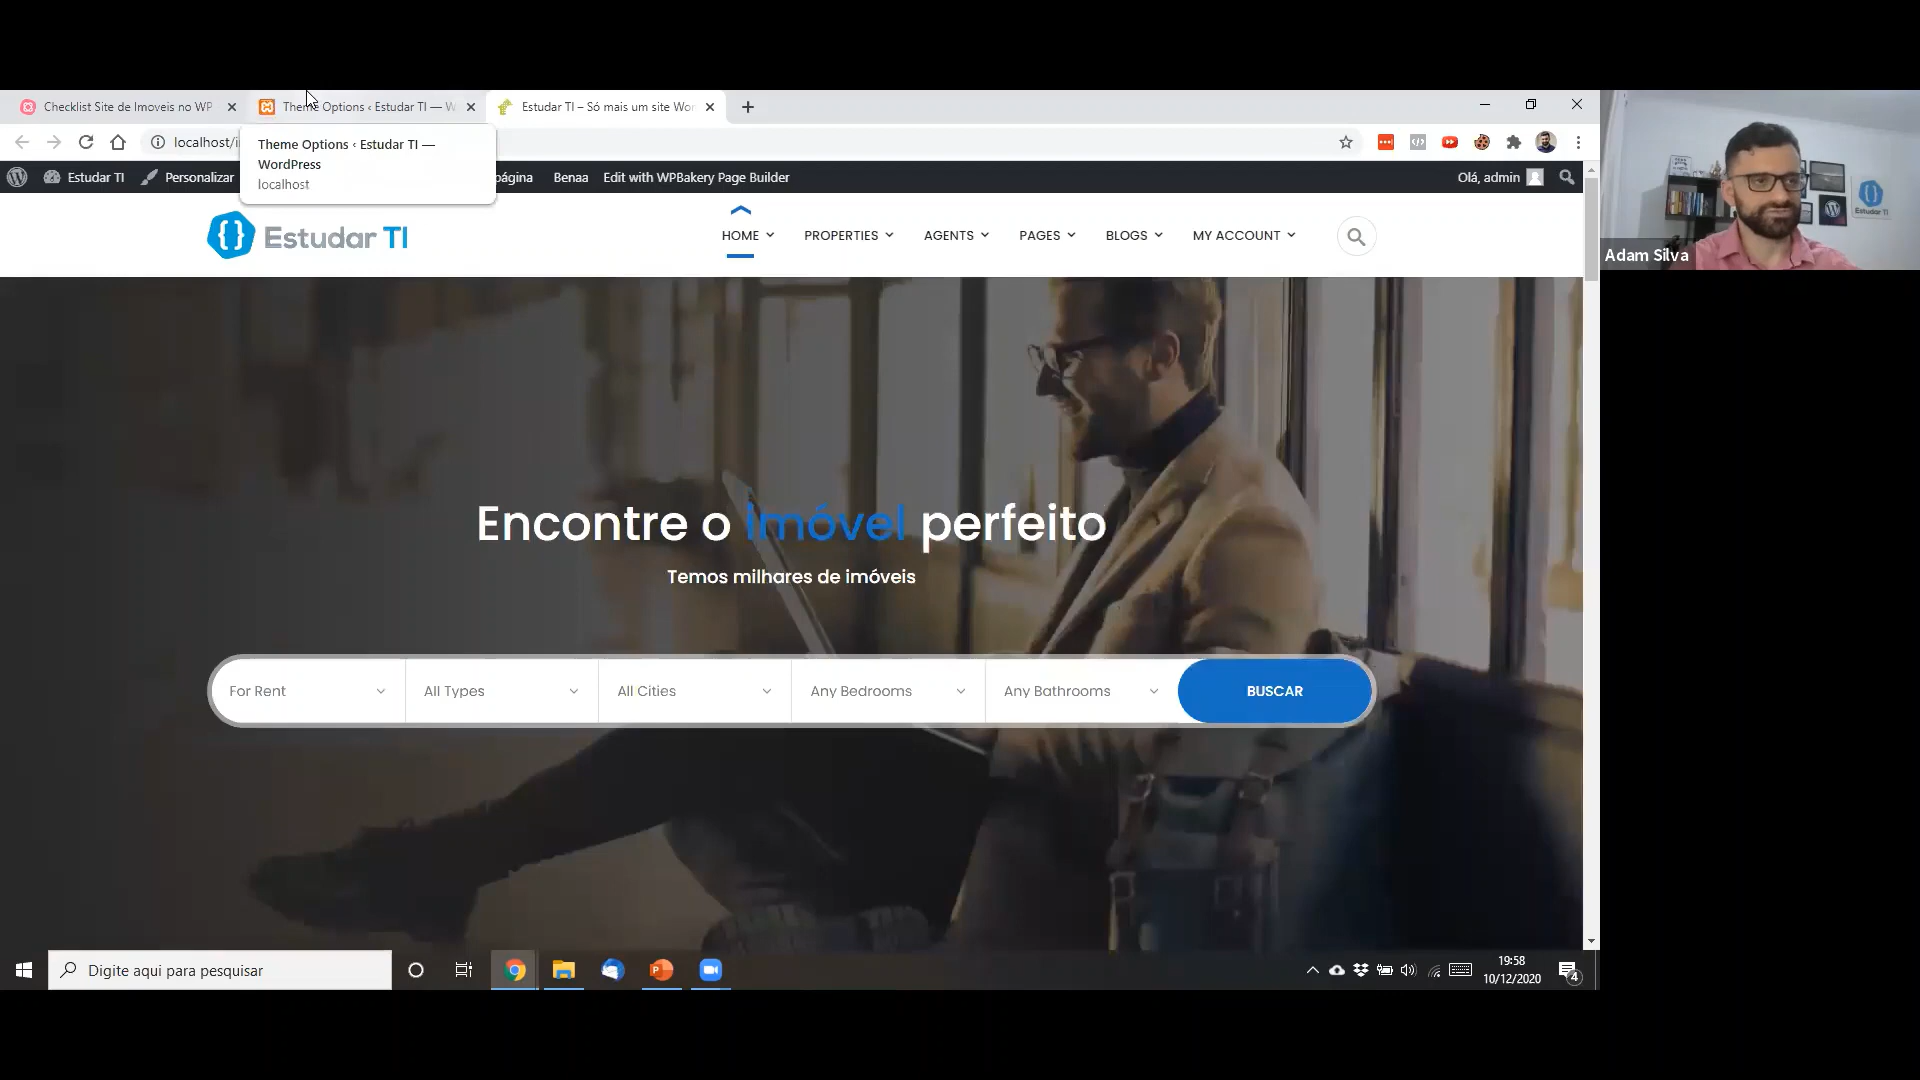 Checklist Site de Imoveis no WP
Theme Options ‹ Estudar TI — W
Estudar TI – Só mais um site Wor
localhost/i
Theme Options ‹ Estudar TI —
WordPress
localhost
Estudar TI
Personalizar
página
Benaa
Edit with WPBakery Page Builder
Olá, admin
Estudar TI
HOME
PROPERTIES
AGENTS
PAGES
BLOGS
MY ACCOUNT
Estudar TI
Adam Silva
Encontre o imóvel perfeito
Temos milhares de imóveis
For Rent
All Types
All Cities
Any Bedrooms
Any Bathrooms
BUSCAR
Digite aqui para pesquisar
19:58
10/12/2020
4